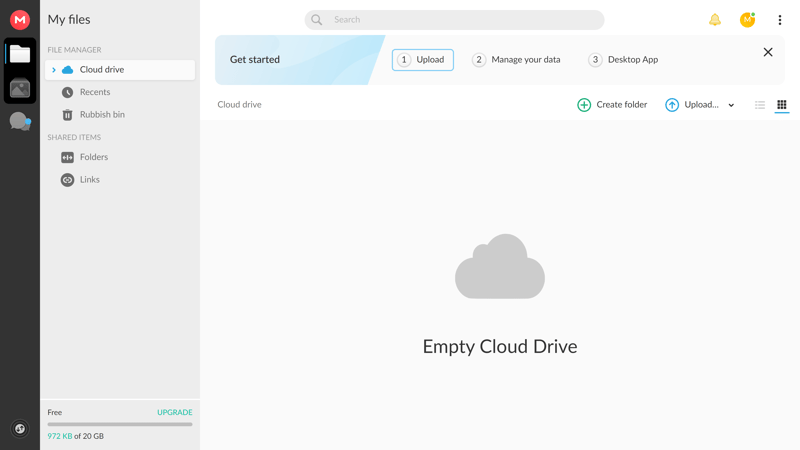 My files
Search
M
FILE MANAGER
Cloud drive
Recents
Rubbish bin
SHARED ITEMS
Folders
Links
Get started
1 Upload
2 Manage your data
3 Desktop App
Cloud drive
Create folder
Upload...
Empty Cloud Drive
Free
UPGRADE
972 KB of 20 GB